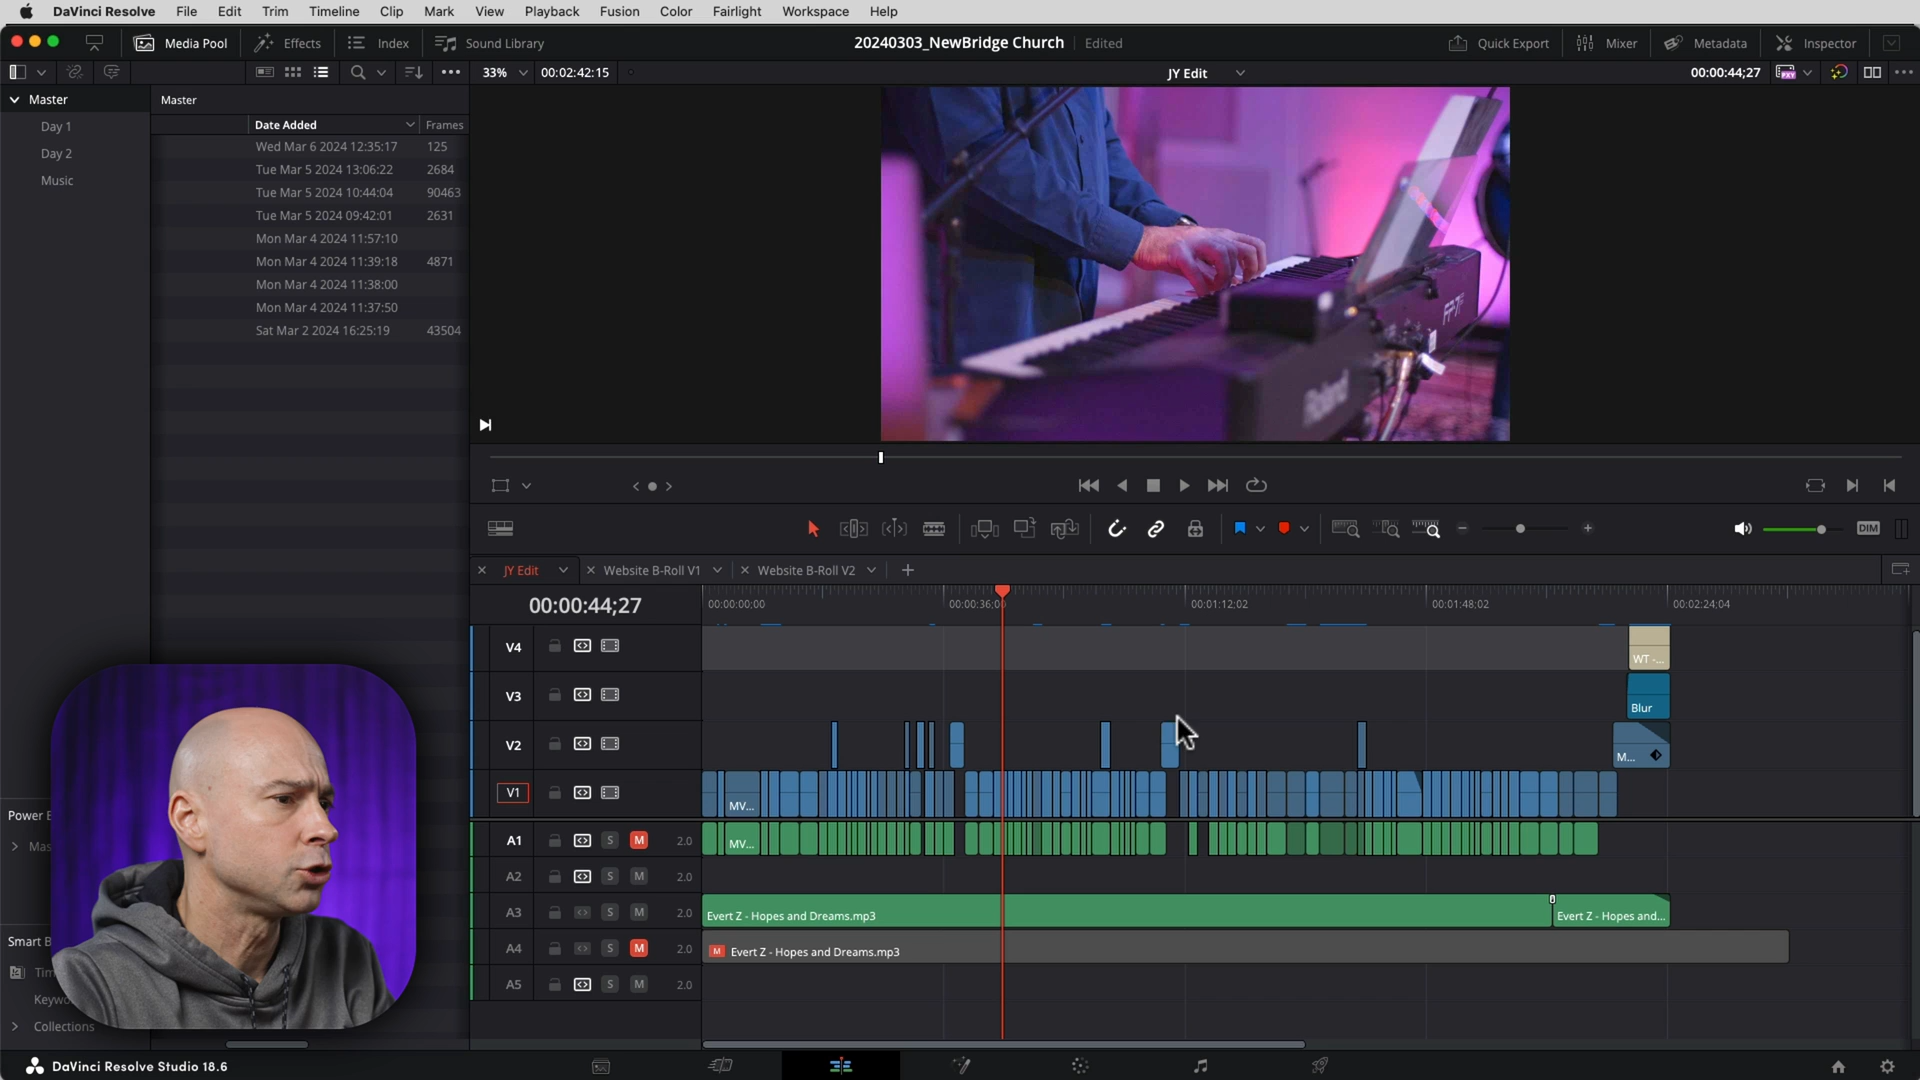 DaVinci Resolve File Edit Trim Timeline Clip Mark View Playback Fusion Color Fairlight Workspace Help
Media Pool Effects Index Sound Library 20240303_NewBridge Church Edited Quick Export Mixer Metadata Inspector
33% 00:02:42:15 JY Edit 00:00:44;27
Master Master
Date Added Frames
Day 1
Day 2
Music
Wed Mar 6 2024 12:35:17 125
Tue Mar 5 2024 13:06:22 2684
Tue Mar 5 2024 10:44:04 90463
Tue Mar 5 2024 09:42:01 2631
Mon Mar 4 2024 11:57:10
Mon Mar 4 2024 11:39:18 4871
Mon Mar 4 2024 11:38:00
Mon Mar 4 2024 11:37:50
Sat Mar 2 2024 16:25:19 43504
Roland
DIM
JY Edit Website B-Roll V1 Website B-Roll V2
00:00:44;27 00:00:00;00 00:00:36;00 00:01:12;02 00:01:48;02 00:02:24;04
V4 WT -...
V3 Blur
V2 M...
V1 MV...
A1 S M 2.0 MV...
A2 S M 2.0
A3 S M 2.0 Evert Z - Hopes and Dreams.mp3 Evert Z - Hopes and...
A4 S M 2.0 M Evert Z - Hopes and Dreams.mp3
A5 S M 2.0
Power B
Mas
Smart B
Tim
Keywo
Collections
DaVinci Resolve Studio 18.6